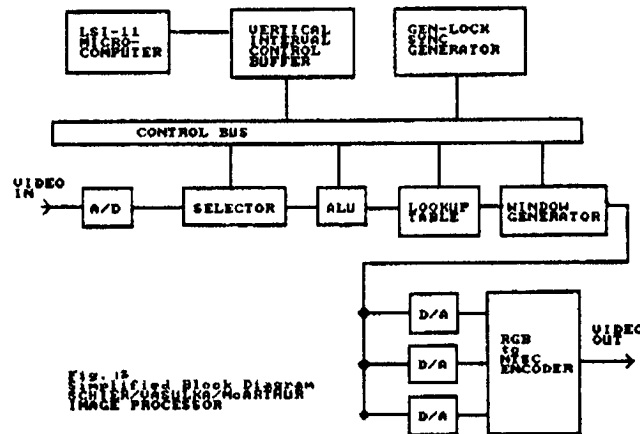 LSI-11
MICRO-
COMPUTER
VERTICAL
INTERVAL
CONTROL
BUFFER
GEN-LOCK
SYNC
GENERATOR
CONTROL BUS
VIDEO
IN
A/D
SELECTOR
ALU
LOOKUP
TABLE
WINDOW
GENERATOR
D/A
D/A
D/A
RGB
to
NTSC
ENCODER
VIDEO
OUT
Fig. 12
Simplified Block Diagram
SCHIER/VASULKA/McARTHUR
IMAGE PROCESSOR